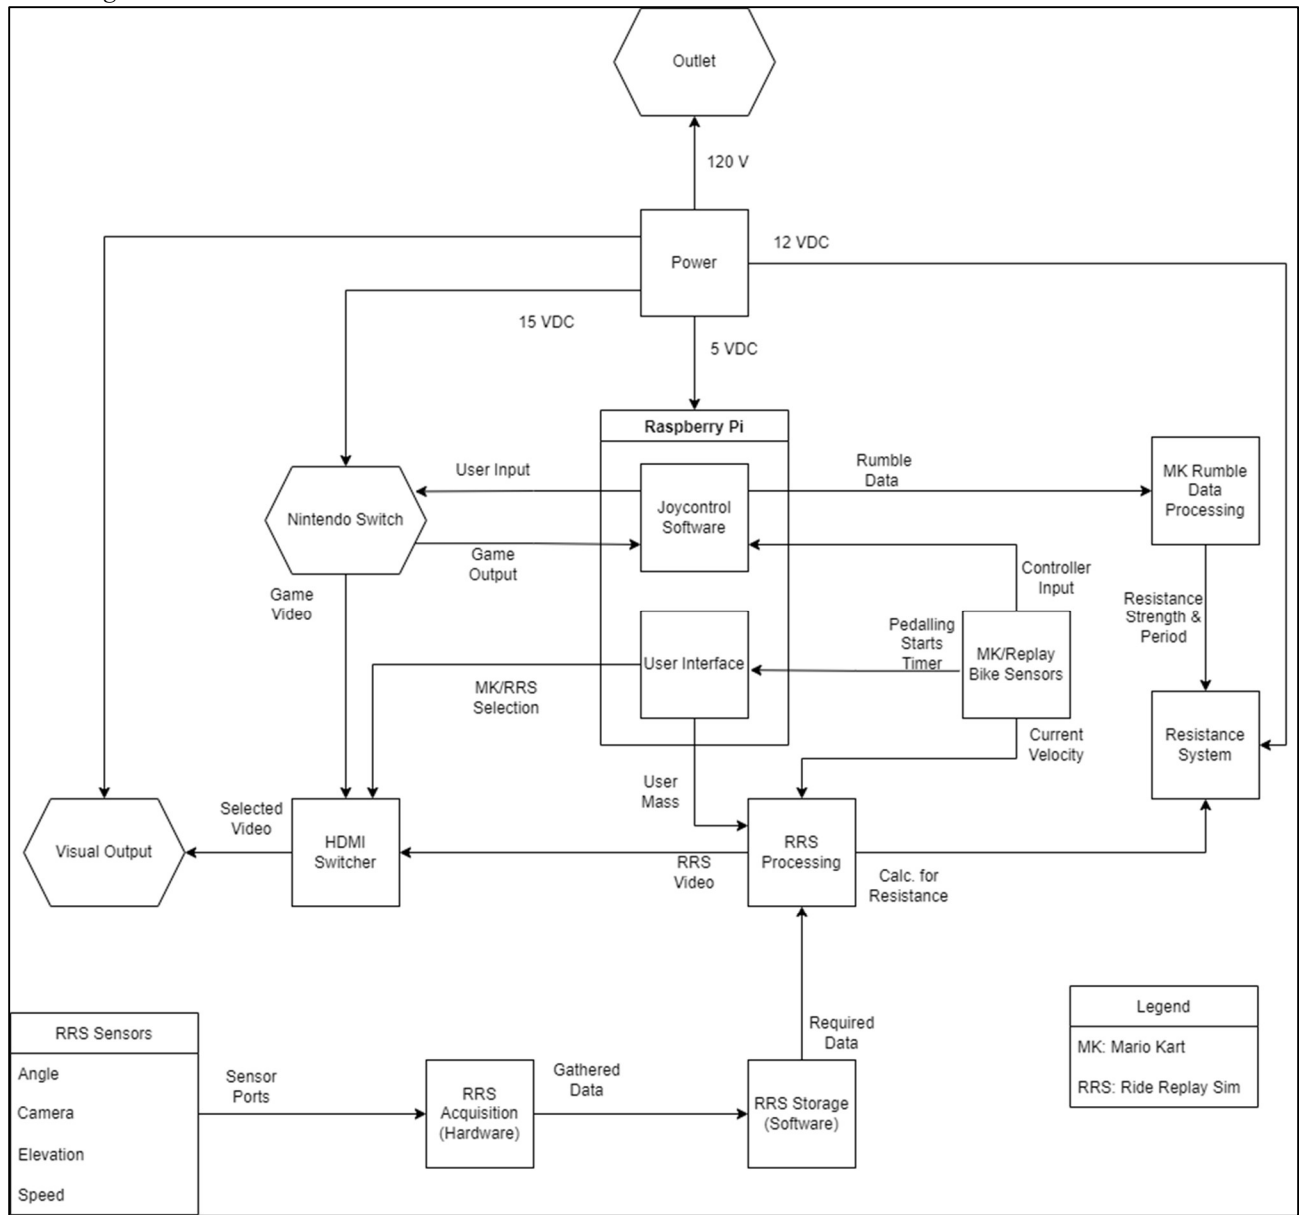 Outlet
120 V
Power
12 VDC
15 VDC
5 VDC
Raspberry Pi
User Input
Joycontrol
Software
Rumble
Data
MK Rumble
Data
Processing
Nintendo Switch
Game
Output
Game
Video
Controller
Input
Resistance
Strength &
Period
Pedalling
Starts
Timer
User Interface
MK/Replay
Bike Sensors
MK/RRS
Selection
Current
Velocity
Resistance
System
User
Mass
Selected
Video
Visual Output
HDMI
Switcher
RRS
Video
RRS
Processing
Calc. for
Resistance
Required
Data
RRS Sensors
Angle
Camera
Elevation
Speed
Sensor
Ports
RRS
Acquisition
(Hardware)
Gathered
Data
RRS Storage
(Software)
Legend
MK: Mario Kart
RRS: Ride Replay Sim